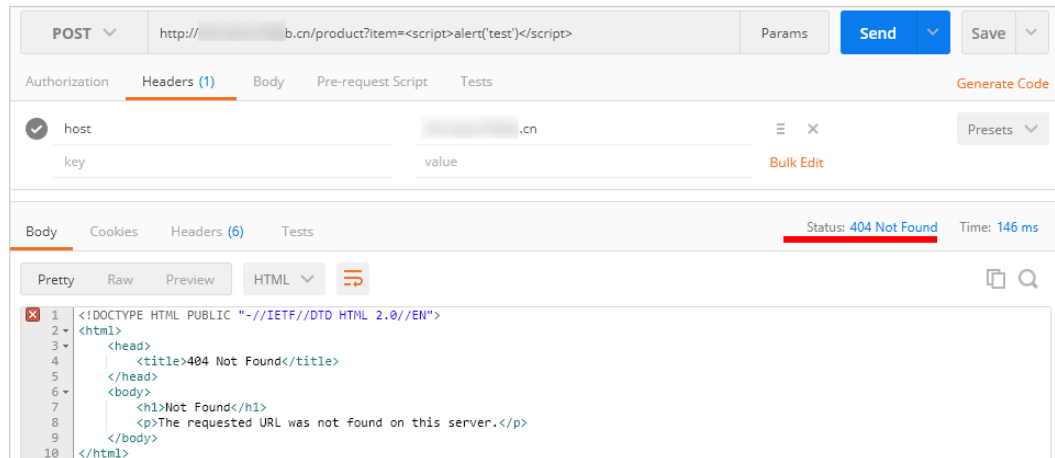 POST http:// b.cn/product?item=<script>alert('test')</script> Params Send Save
Authorization Headers (1) Body Pre-request Script Tests Generate Code
host .cn Presets
key value Bulk Edit
Body Cookies Headers (6) Tests Status: 404 Not Found Time: 146 ms
Pretty Raw Preview HTML
1 <!DOCTYPE HTML PUBLIC "-//IETF//DTD HTML 2.0//EN">
2 <html>
3 <head>
4 <title>404 Not Found</title>
5 </head>
6 <body>
7 <h1>Not Found</h1>
8 <p>The requested URL was not found on this server.</p>
9 </body>
10 </html>